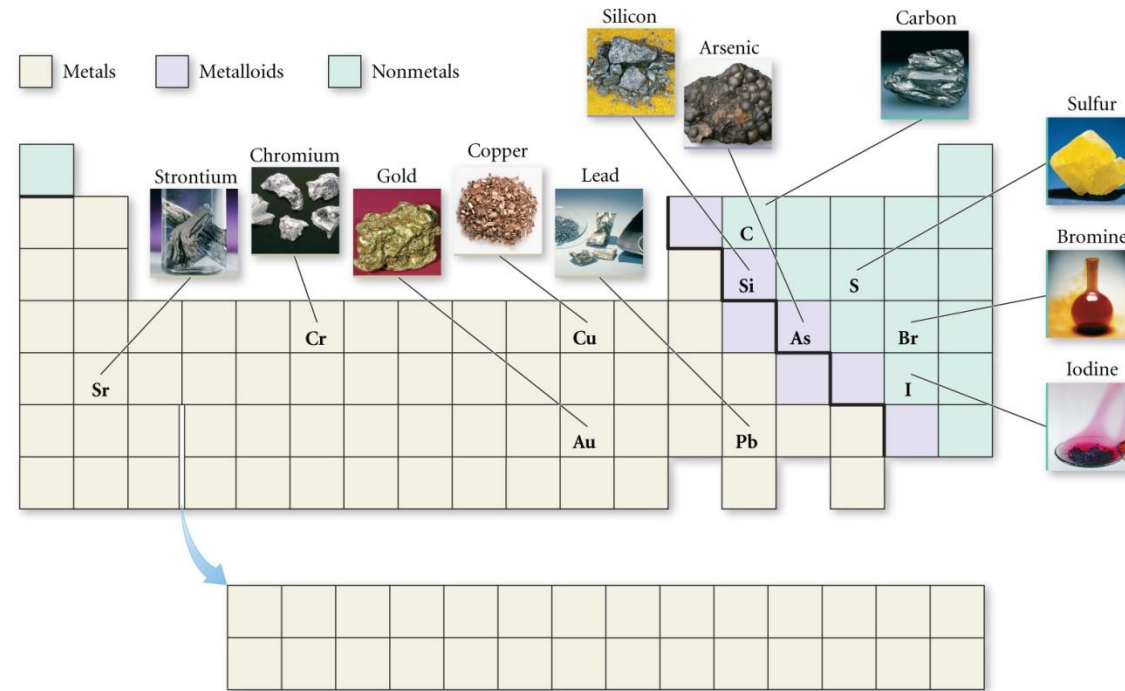 Metals
Metalloids
Nonmetals
Silicon
Arsenic
Carbon
Sulfur
Strontium
Chromium
Gold
Copper
Lead
Bromine
Iodine
C
Si
S
Cr
Cu
As
Br
Sr
I
Au
Pb